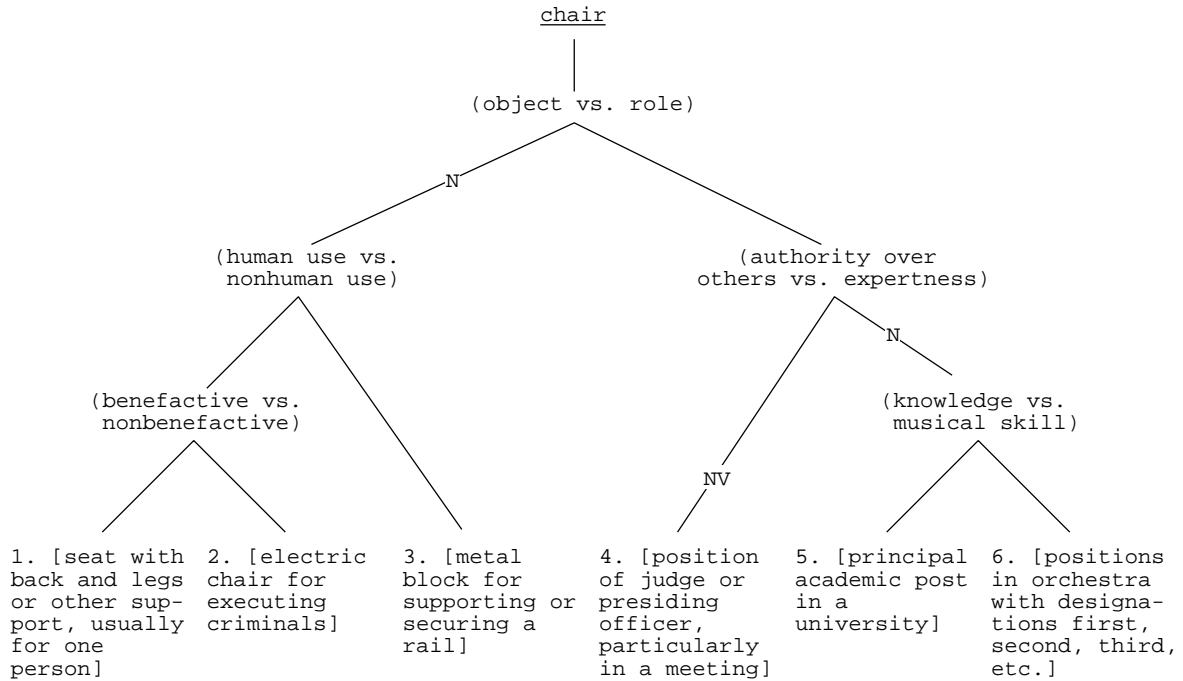 chair
(object vs. role)
N
(human use vs.
nonhuman use)
(authority over
others vs. expertness)
N
(benefactive vs.
nonbenefactive)
(knowledge vs.
musical skill)
NV
1. [seat with
back and legs
or other sup-
port, usually
for one
person]
2. [electric
chair for
executing
criminals]
3. [metal
block for
supporting or
securing a
rail]
4. [position
of judge or
presiding
officer,
particularly
in a meeting]
5. [principal
academic post
in a
university]
6. [positions
in orchestra
with designa-
tions first,
second, third,
etc.]